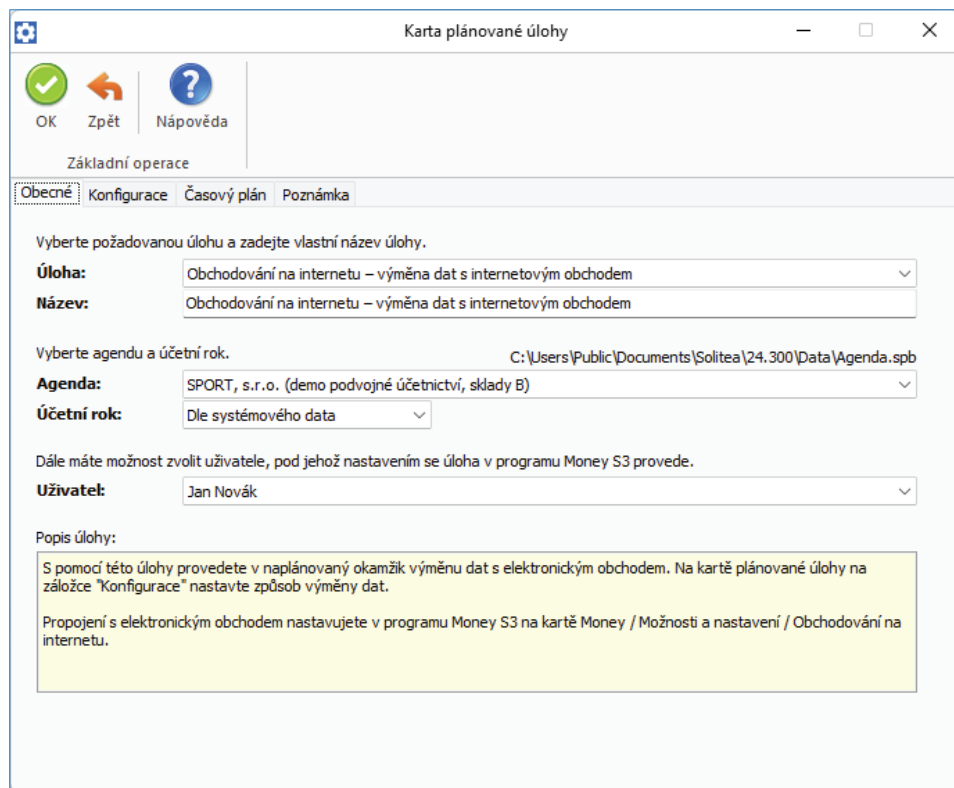 Karta plánované úlohy
OK Zpět Nápověda
Základní operace
Obecné Konfigurace Časový plán Poznámka
Vyberte požadovanou úlohu a zadejte vlastní název úlohy.
Úloha: Obchodování na internetu – výměna dat s internetovým obchodem
Název: Obchodování na internetu – výměna dat s internetovým obchodem
Vyberte agendu a účetní rok. C:\Users\Public\Documents\Solitea\24.300\Data\Agenda.spb
Agenda: SPORT, s.r.o. (demo podvojné účetnictví, sklady B)
Účetní rok: Dle systémového data
Dále máte možnost zvolit uživatele, pod jehož nastavením se úloha v programu Money S3 provede.
Uživatel: Jan Novák
Popis úlohy:
S pomocí této úlohy provedete v naplánovaný okamžik výměnu dat s elektronickým obchodem. Na kartě plánované úlohy na
záložce "Konfigurace" nastavte způsob výměny dat.
Propojení s elektronickým obchodem nastavujete v programu Money S3 na kartě Money / Možnosti a nastavení / Obchodování na
internetu.